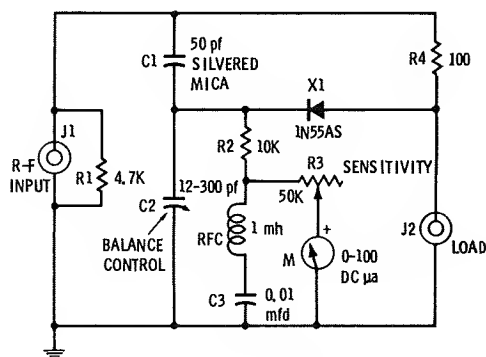 50 pf
SILVERED
MICA
C1
R4
100
X1
1N55AS
J1
R-F
INPUT
R1
4.7K
R2
10K
R3
SENSITIVITY
50K
12-300 pf
C2
BALANCE
CONTROL
RFC
1 mh
+
M
0-100
DC µa
J2
LOAD
C3
0.01
mfd